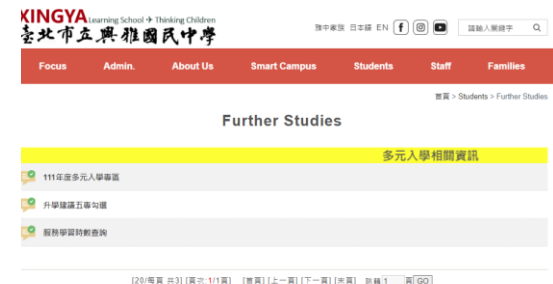 XINGYA Learning School → Thinking Children
臺北市立興雅國民中學
雅中家族 日本語 EN
請輸入關鍵字
Focus Admin. About Us Smart Campus Students Staff Families
首頁 > Students > Further Studies
Further Studies
多元入學相關資訊
111年度多元入學專區
升學建議五專勾選
服務學習時數查詢
[20/每頁 共3] [頁次:1/1頁] [首頁] [上一頁] [下一頁] [末頁] 跳轉 1 頁 GO